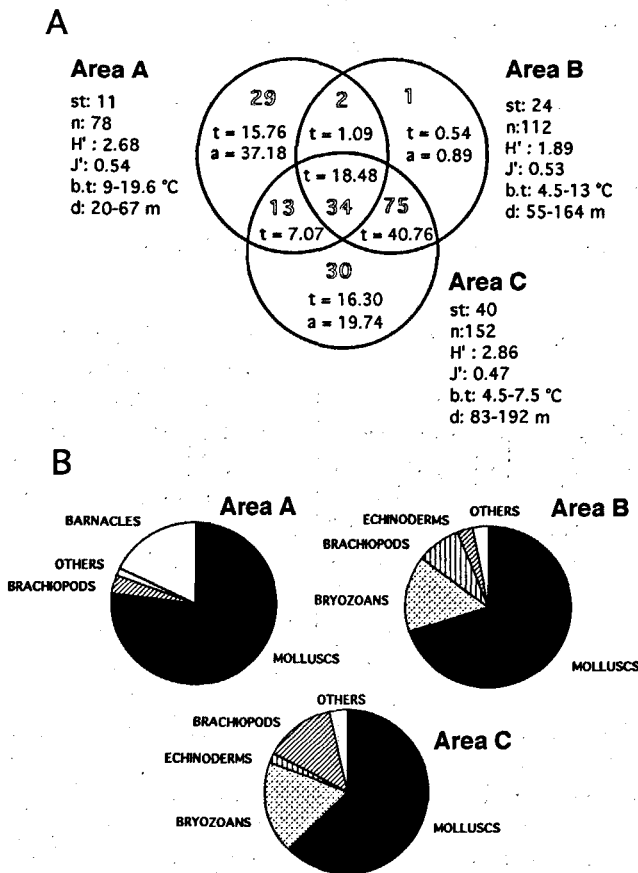 A
Area A
st: 11
n: 78
H' : 2.68
J': 0.54
b.t: 9-19.6 °C
d: 20-67 m
29
t = 15.76
a = 37.18
2
t = 1.09
1
t = 0.54
a = 0.89
t = 18.48
13
34
75
t = 7.07
t = 40.76
30
t = 16.30
a = 19.74
Area B
st: 24
n:112
H' : 1.89
J': 0.53
b.t: 4.5-13 °C
d: 55-164 m
Area C
st: 40
n:152
H' : 2.86
J': 0.47
b.t: 4.5-7.5 °C
d: 83-192 m
B
Area A
BARNACLES
OTHERS
BRACHIOPODS
MOLLUSCS
Area B
OTHERS
ECHINODERMS
BRACHIOPODS
BRYOZOANS
MOLLUSCS
Area C
OTHERS
BRACHIOPODS
ECHINODERMS
BRYOZOANS
MOLLUSCS